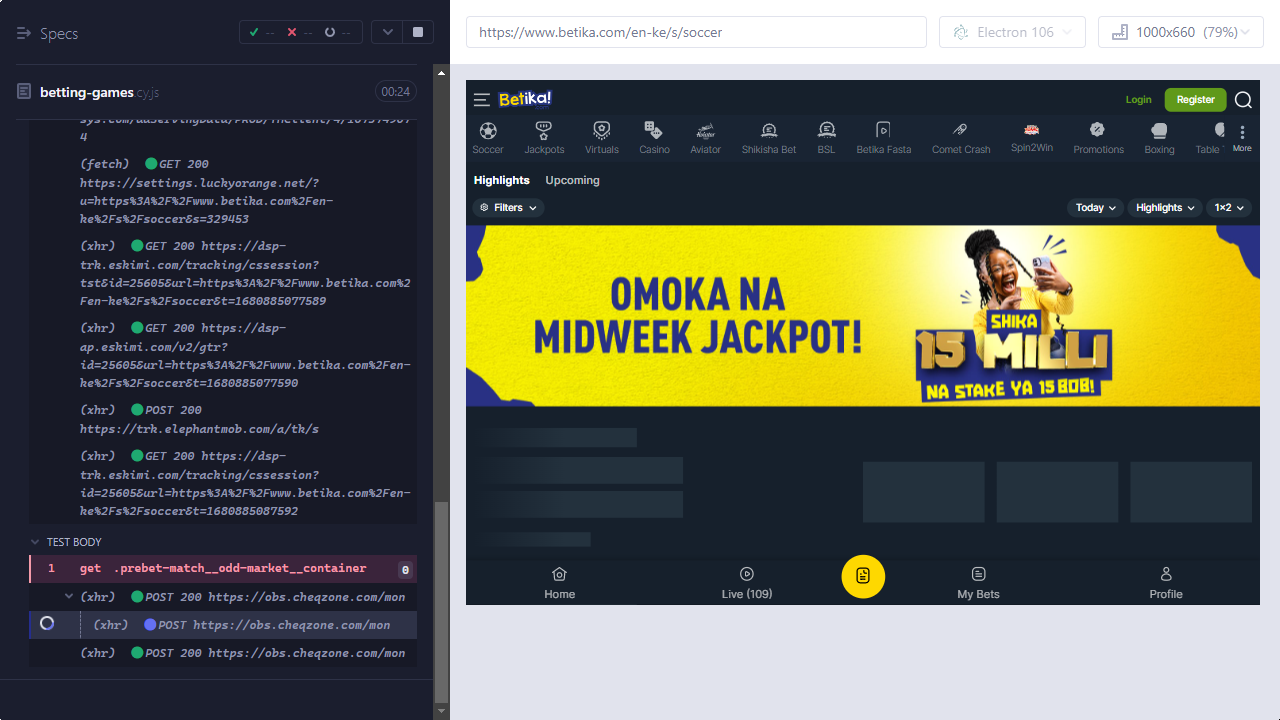 Specs
--
--
--
betting-games.cy.js
00:24
4
(fetch) GET 200
https://settings.luckyorange.net/?
u=https%3A%2F%2Fwww.betika.com%2Fen-
ke%2Fs%2Fsoccer&s=329453
(xhr) GET 200 https://dsp-
trk.eskimi.com/tracking/cssession?
tst&id=25605&url=https%3A%2F%2Fwww.betika.com%2
Fen-ke%2Fs%2Fsoccer&t=1680885077589
(xhr) GET 200 https://dsp-
ap.eskimi.com/v2/gtr?
id=25605&url=https%3A%2F%2Fwww.betika.com%2Fen-
ke%2Fs%2Fsoccer&t=1680885077590
(xhr) POST 200
https://trk.elephantmob.com/a/tk/s
(xhr) GET 200 https://dsp-
trk.eskimi.com/tracking/cssession?
id=25605&url=https%3A%2F%2Fwww.betika.com%2Fen-
ke%2Fs%2Fsoccer&t=1680885087592
TEST BODY
1 get .prebet-match__odd-market__container 0
(xhr) POST 200 https://obs.cheqzone.com/mon
(xhr) POST https://obs.cheqzone.com/mon
(xhr) POST 200 https://obs.cheqzone.com/mon
https://www.betika.com/en-ke/s/soccer
Electron 106
1000x660 (79%)
Betika!
Login
Register
Soccer
Jackpots
Virtuals
Casino
Aviator
Shikisha Bet
BSL
Betika Fasta
Comet Crash
Spin2Win
Promotions
Boxing
Table
More
Highlights
Upcoming
Filters
Today
Highlights
1×2
OMOKA NA
MIDWEEK JACKPOT!
SHIKA
15 MILLI
NA STAKE YA 15 BOB!
Home
Live (109)
My Bets
Profile